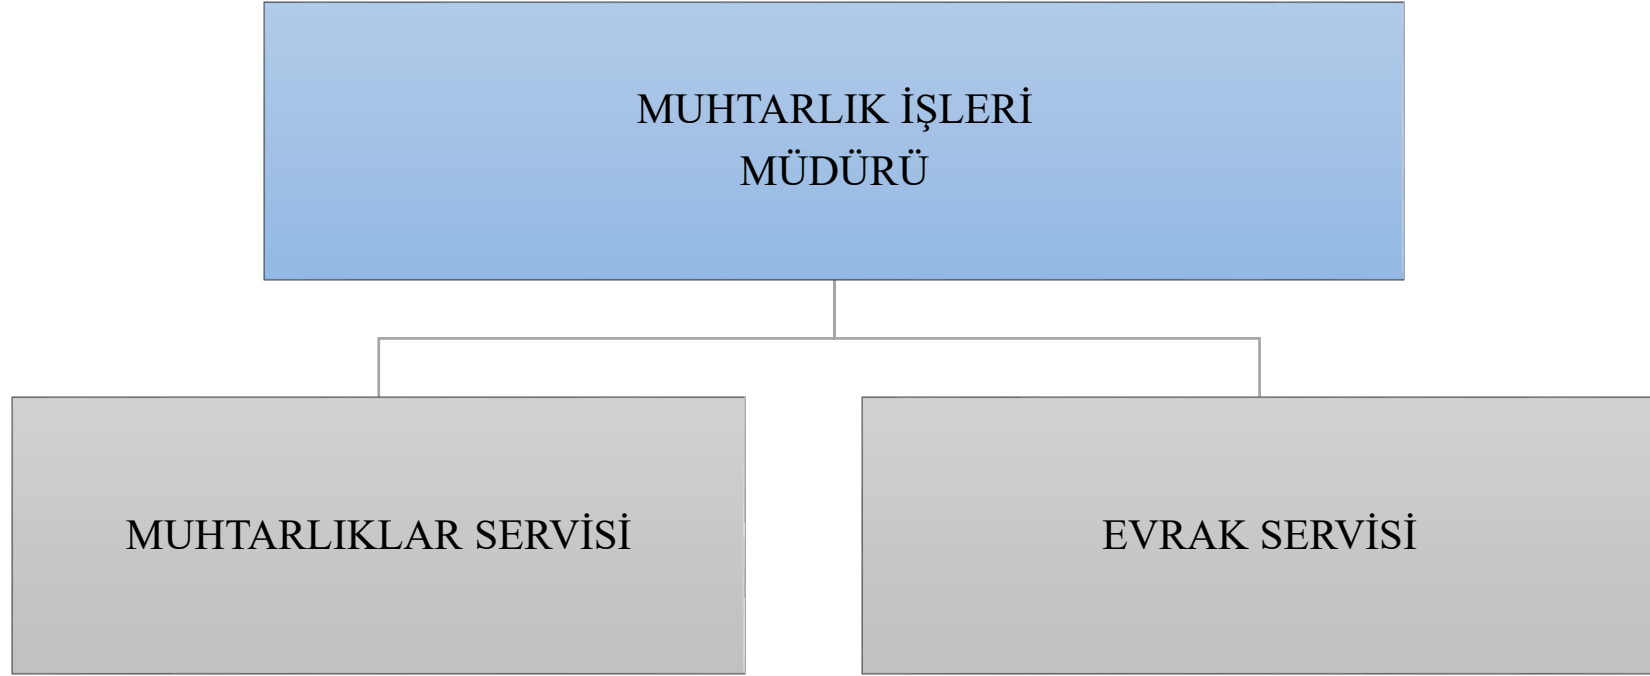 MUHTARLIK İŞLERİ
MÜDÜRÜ
MUHTARLIKLAR SERVİSİ
EVRAK SERVİSİ